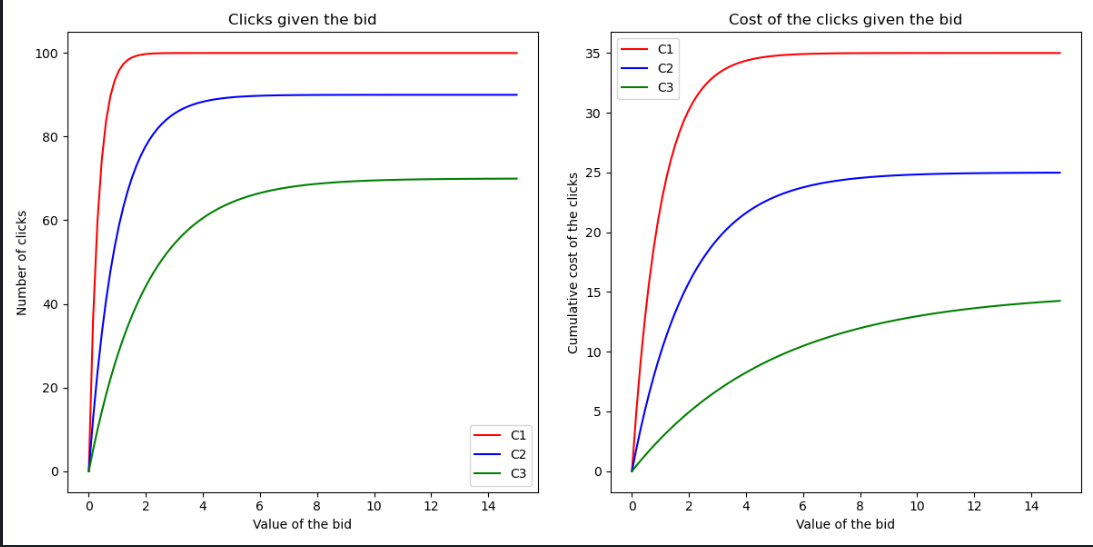 Clicks given the bid
100
80
60
40
20
0
Number of clicks
C1
C2
C3
0 2 4 6 8 10 12 14
Value of the bid
Cost of the clicks given the bid
C1
C2
C3
35
30
25
20
15
10
5
0
Cumulative cost of the clicks
0 2 4 6 8 10 12 14
Value of the bid